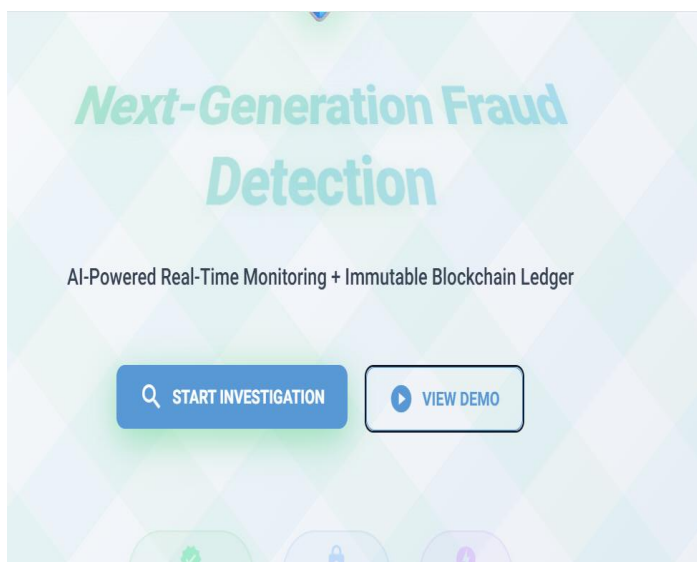 Next-Generation Fraud
Detection
AI-Powered Real-Time Monitoring + Immutable Blockchain Ledger
START INVESTIGATION
VIEW DEMO